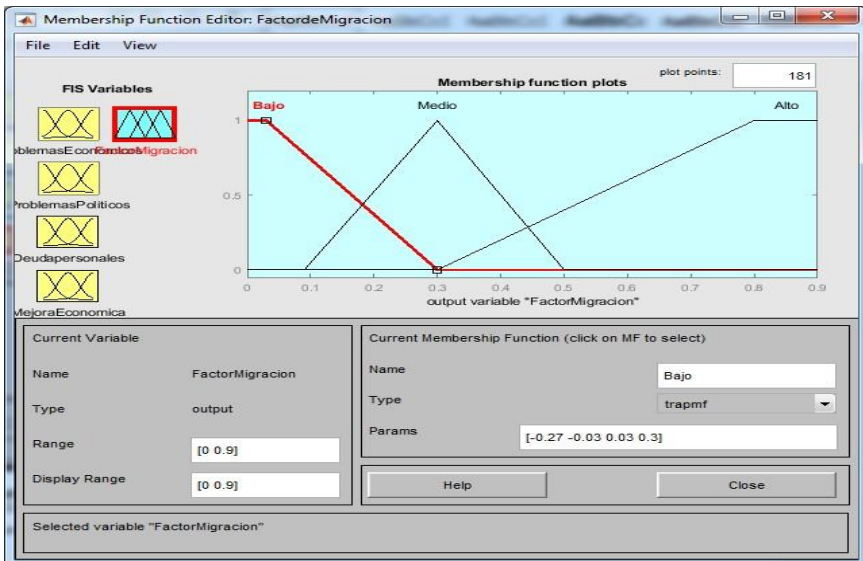 Membership Function Editor: FactordeMigracion
File Edit View
FIS Variables
Membership function plots
plot points: 181
Bajo Medio Alto
1
0.5
0
0 0.1 0.2 0.3 0.4 0.5 0.6 0.7 0.8 0.9
output variable "FactorMigracion"
ProblemasPoliticos
Deudapersonales
MejoraEconomica
Current Variable
Name FactorMigracion
Type output
Range [0 0.9]
Display Range [0 0.9]
Current Membership Function (click on MF to select)
Name Bajo
Type trapmf
Params [-0.27 -0.03 0.03 0.3]
Help Close
Selected variable "FactorMigracion"